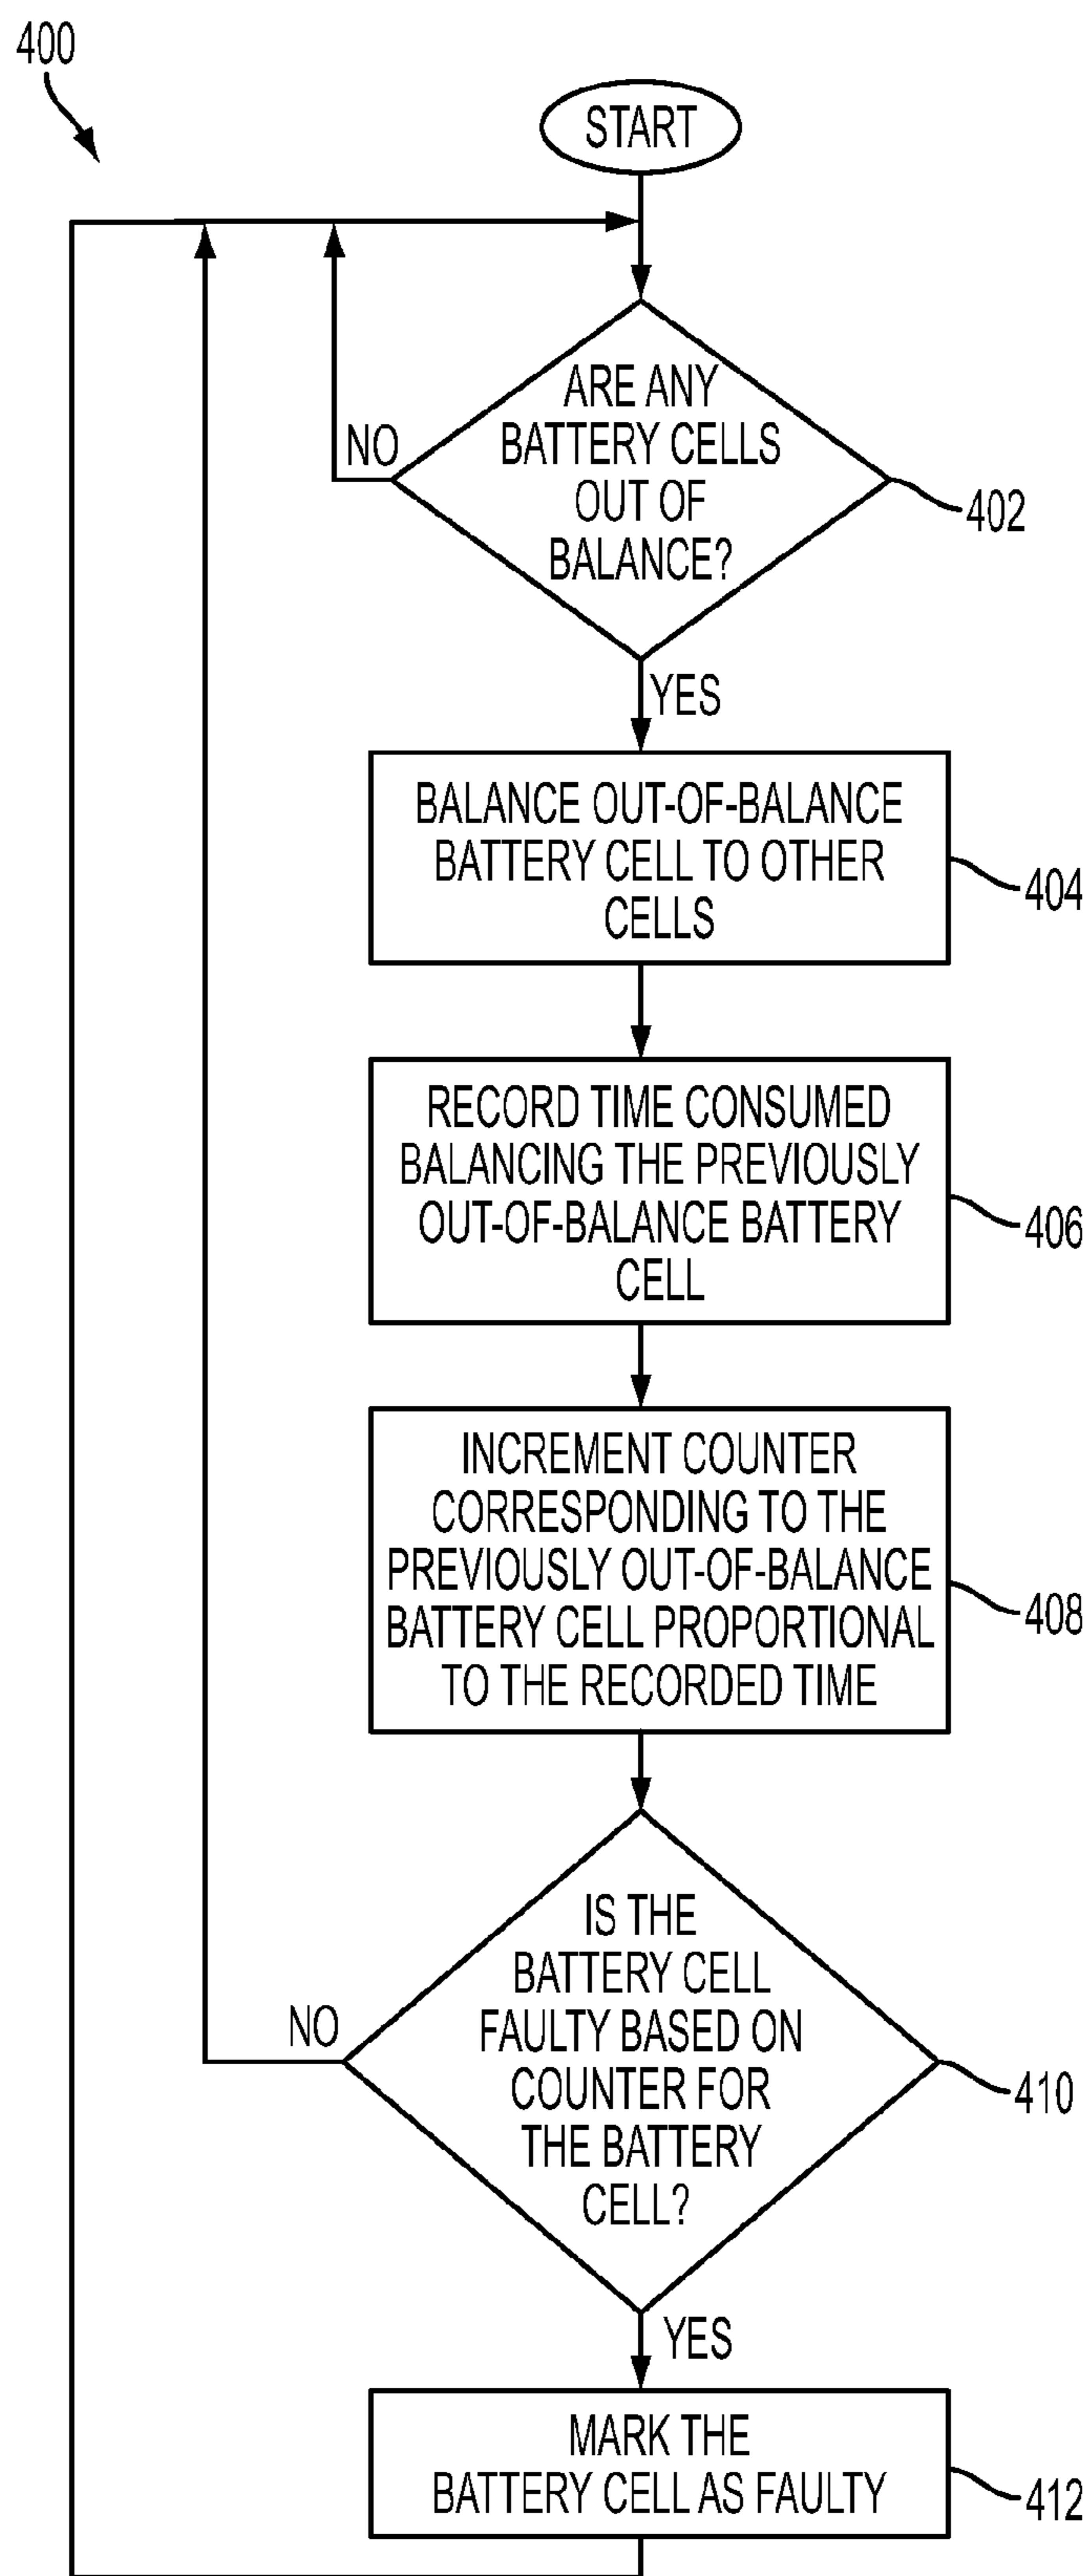 400
START
ARE ANY
BATTERY CELLS
OUT OF
BALANCE?
NO
402
YES
BALANCE OUT-OF-BALANCE
BATTERY CELL TO OTHER
CELLS
404
RECORD TIME CONSUMED
BALANCING THE PREVIOUSLY
OUT-OF-BALANCE BATTERY
CELL
406
INCREMENT COUNTER
CORRESPONDING TO THE
PREVIOUSLY OUT-OF-BALANCE
BATTERY CELL PROPORTIONAL
TO THE RECORDED TIME
408
IS THE
BATTERY CELL
FAULTY BASED ON
COUNTER FOR
THE BATTERY
CELL?
NO
410
YES
MARK THE
BATTERY CELL AS FAULTY
412